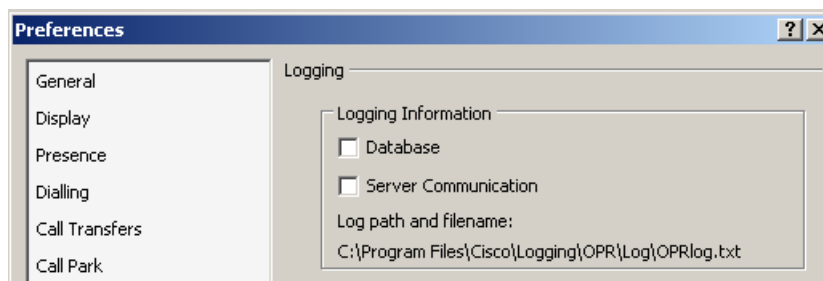 Preferences
General
Display
Presence
Dialling
Call Transfers
Call Park
Logging
Logging Information
Database
Server Communication
Log path and filename:
C:\Program Files\Cisco\Logging\OPR\Log\OPRlog.txt